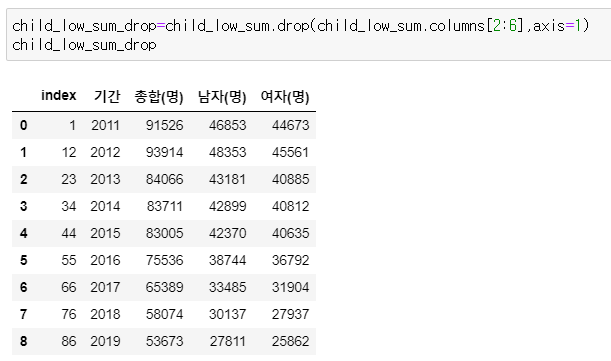 child_low_sum_drop=child_low_sum.drop(child_low_sum.columns[2:6],axis=1)
child_low_sum_drop
index 기간 총합(명) 남자(명) 여자(명)
0 1 2011 91526 46853 44673
1 12 2012 93914 48353 45561
2 23 2013 84066 43181 40885
3 34 2014 83711 42899 40812
4 44 2015 83005 42370 40635
5 55 2016 75536 38744 36792
6 66 2017 65389 33485 31904
7 76 2018 58074 30137 27937
8 86 2019 53673 27811 25862